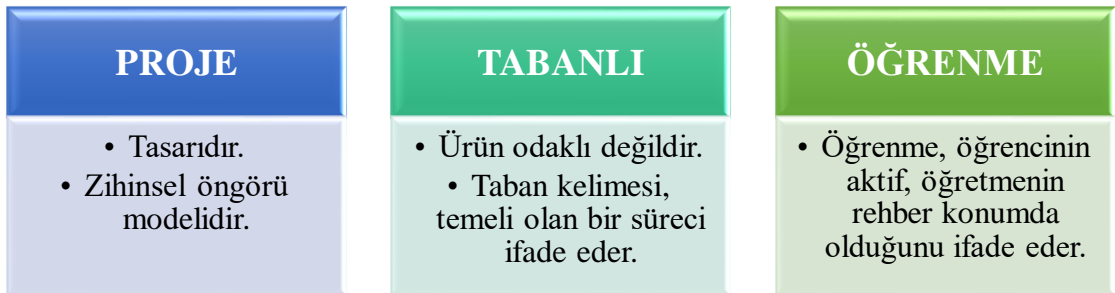 PROJE
• Tasarıdır.
• Zihinsel öngörü
modelidir.
TABANLI
• Ürün odaklı değildir.
• Taban kelimesi,
temeli olan bir süreci
ifade eder.
ÖĞRENME
• Öğrenme, öğrencinin
aktif, öğretmenin
rehber konumda
olduğunu ifade eder.